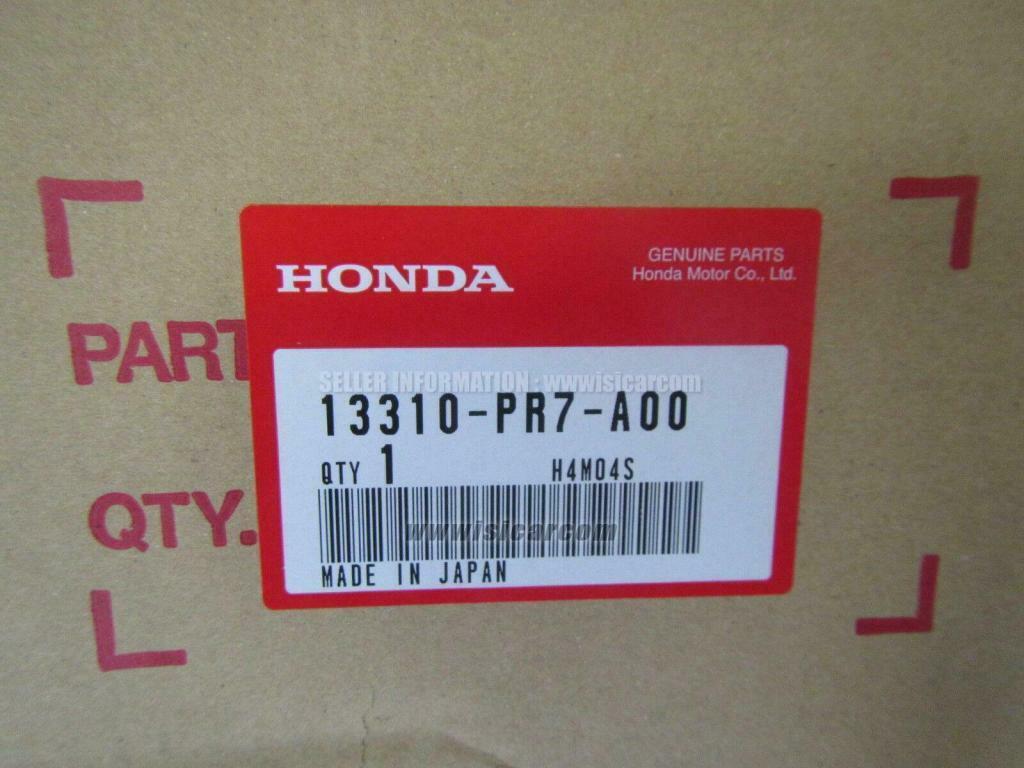 HONDA
GENUINE PARTS
Honda Motor Co., Ltd.
PART
SELLER INFORMATION : www.isicar.com
13310-PR7-A00
QTY 1 H4M04S
QTY.
www.isicar.com
MADE IN JAPAN